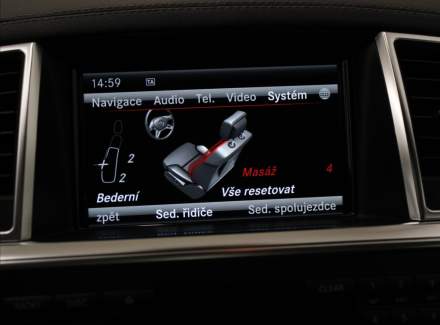 14:59 TA
Navigace Audio Tel. Video Systém
2
2
Masáž 4
Bederní Vše resetovat
zpět Sed. řidiče Sed. spolujezdce
CLEAR